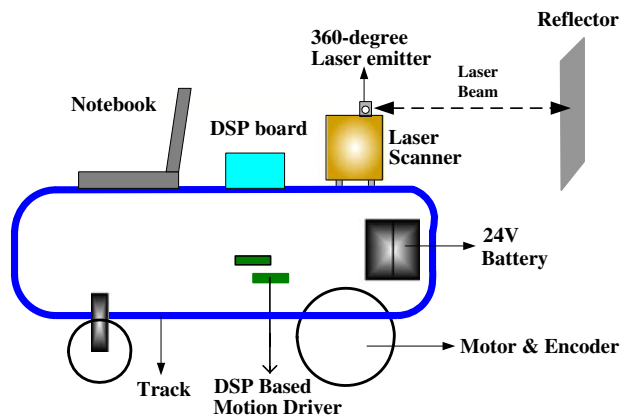 Reflector
360-degree
Laser emitter
Laser
Beam
Notebook
DSP board
Laser
Scanner
24V
Battery
Motor & Encoder
Track
DSP Based
Motion Driver